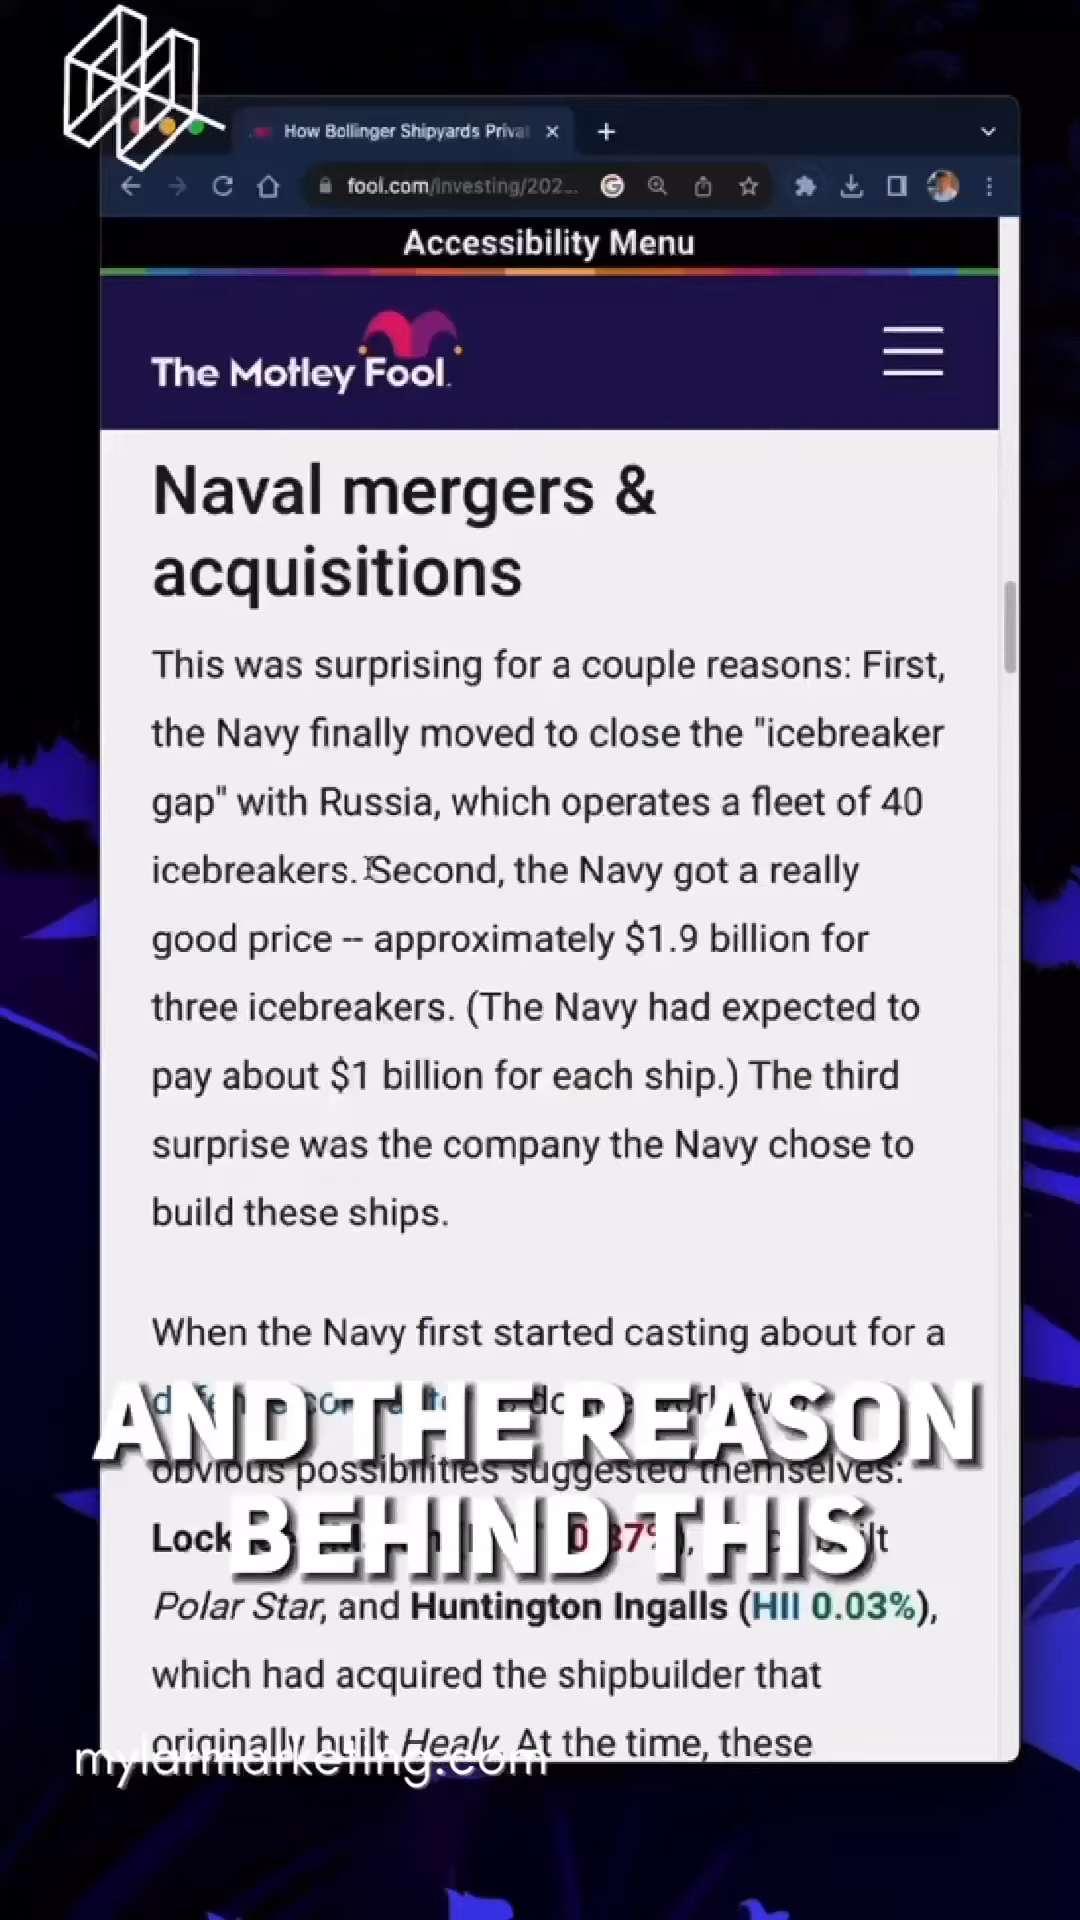 How Bollinger Shipyards Priva
fool.com/investing/202...
Accessibility Menu
The Motley Fool.
Naval mergers &
acquisitions
This was surprising for a couple reasons: First,
the Navy finally moved to close the "icebreaker
gap" with Russia, which operates a fleet of 40
icebreakers. Second, the Navy got a really
good price -- approximately $1.9 billion for
three icebreakers. (The Navy had expected to
pay about $1 billion for each ship.) The third
surprise was the company the Navy chose to
build these ships.
When the Navy first started casting about for a
AND THE REASON
obvious possibilities suggested themselves:
BEHIND THIS
Polar Star, and Huntington Ingalls (HII 0.03%),
which had acquired the shipbuilder that
originally built Healy. At the time, these
mylarmarketing.com